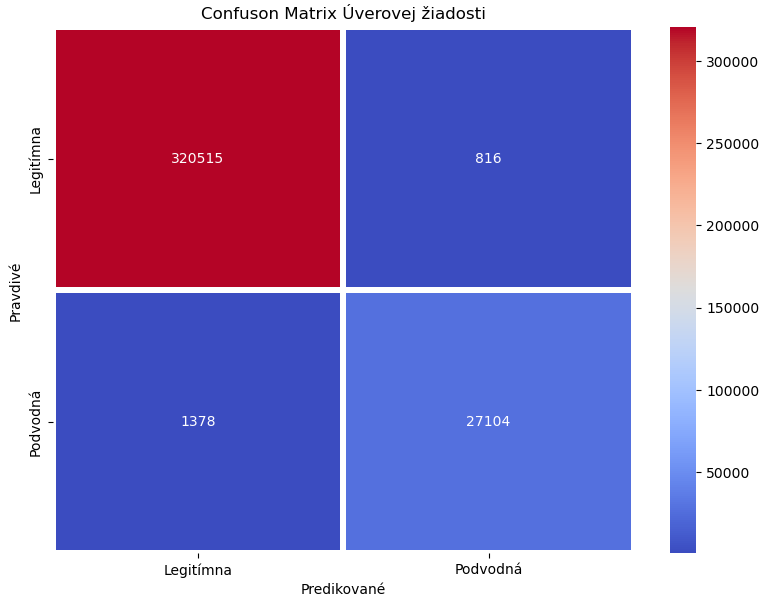 Confuson Matrix Úverovej žiadosti
Legitímna
320515
816
Pravdivé
Podvodná
1378
27104
Legitímna
Podvodná
Predikované
300000
250000
200000
150000
100000
50000